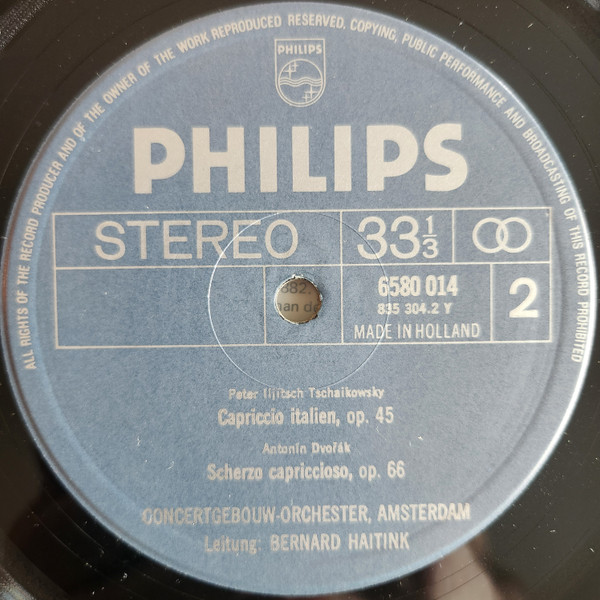 ALL RIGHTS OF THE RECORD PRODUCER AND OF THE OWNER OF THE WORK REPRODUCED RESERVED. COPYING, PUBLIC PERFORMANCE AND BROADCASTING OF THIS RECORD PROHIBITED
PHILIPS
PHILIPS
STEREO
33 1/3
6580 014
835 304.2 Y
MADE IN HOLLAND
2
Peter Iljitsch Tschaikowsky
Capriccio italien, op. 45
Antonín Dvořák
Scherzo capriccioso, op. 66
CONCERTGEBOUW-ORCHESTER, AMSTERDAM
Leitung: BERNARD HAITINK